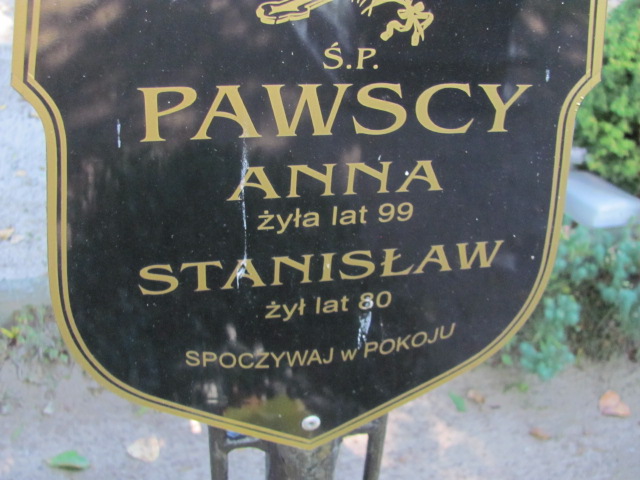 Ś.P.
PAWSCY
ANNA
żyła lat 99
STANISŁAW
żył lat 80
SPOCZYWAJ w POKOJU